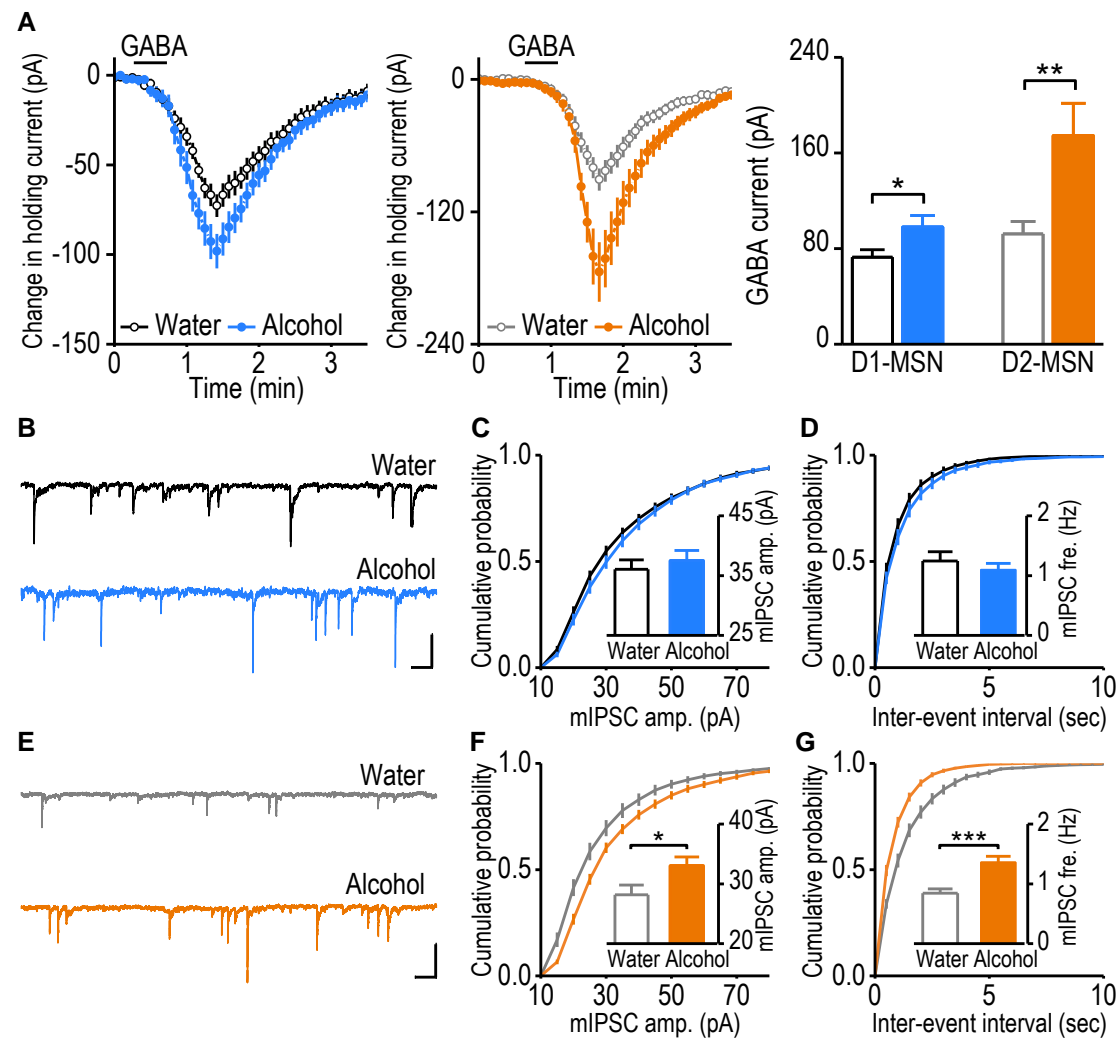 A
GABA
Change in holding current (pA)
0
-50
-100
-150
Water Alcohol
0 1 2 3
Time (min)
GABA
Change in holding current (pA)
0
-120
-240
Water Alcohol
0 1 2 3
Time (min)
GABA current (pA)
240
160
80
0
*
**
D1-MSN D2-MSN
B
Water
Alcohol
C
Cumulative probability
1.0
0.5
0.0
10 30 50 70
mIPSC amp. (pA)
45
35
25
mIPSC amp. (pA)
Water Alcohol
D
Cumulative probability
1.0
0.5
0.0
0 5 10
Inter-event interval (sec)
2
1
0
mIPSC fre. (Hz)
Water Alcohol
E
Water
Alcohol
F
Cumulative probability
1.0
0.5
0.0
10 30 50 70
mIPSC amp. (pA)
*
40
30
20
mIPSC amp. (pA)
Water Alcohol
G
Cumulative probability
1.0
0.5
0.0
0 5 10
Inter-event interval (sec)
***
2
1
0
mIPSC fre. (Hz)
Water Alcohol